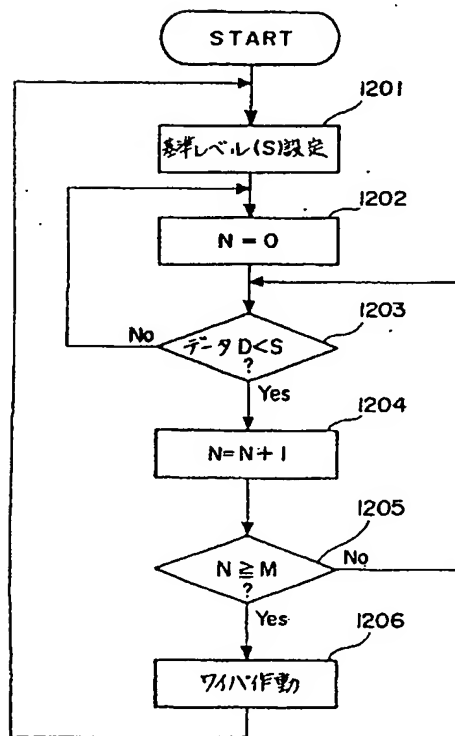 START
1201
基準レベル(S)設定
1202
N = 0
1203
No
データ D<S
?
Yes
1204
N=N+1
1205
N ≧ M
?
No
Yes
1206
ワイパ作動